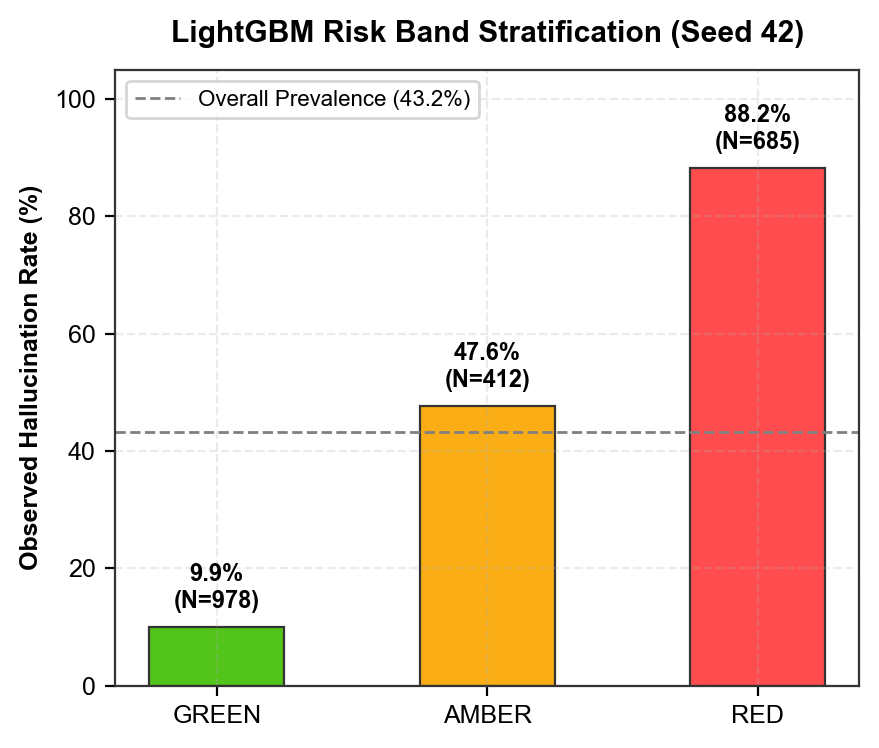 LightGBM Risk Band Stratification (Seed 42)
Overall Prevalence (43.2%)
Observed Hallucination Rate (%)
100
80
60
40
20
0
9.9%
(N=978)
47.6%
(N=412)
88.2%
(N=685)
GREEN
AMBER
RED